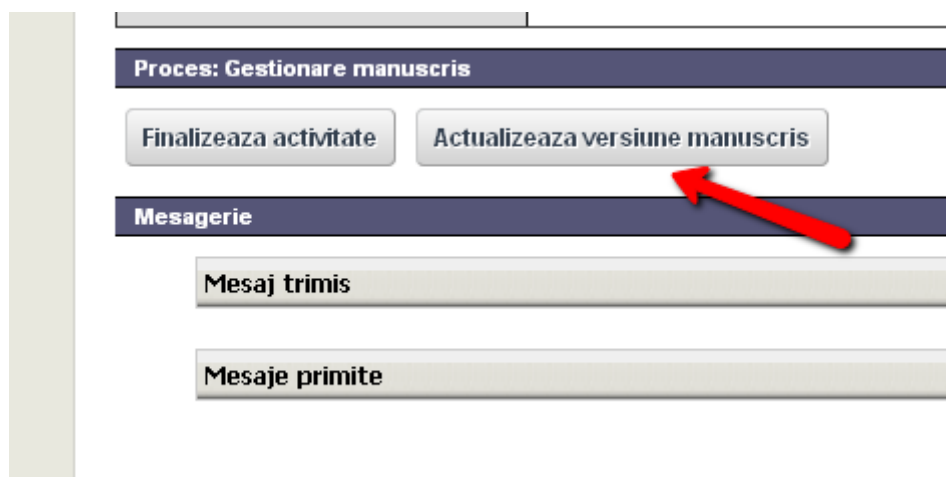 Proces: Gestionare manuscris
Finalizeaza activitate Actualizeaza versiune manuscris
Mesagerie
Mesaj trimis
Mesaje primite